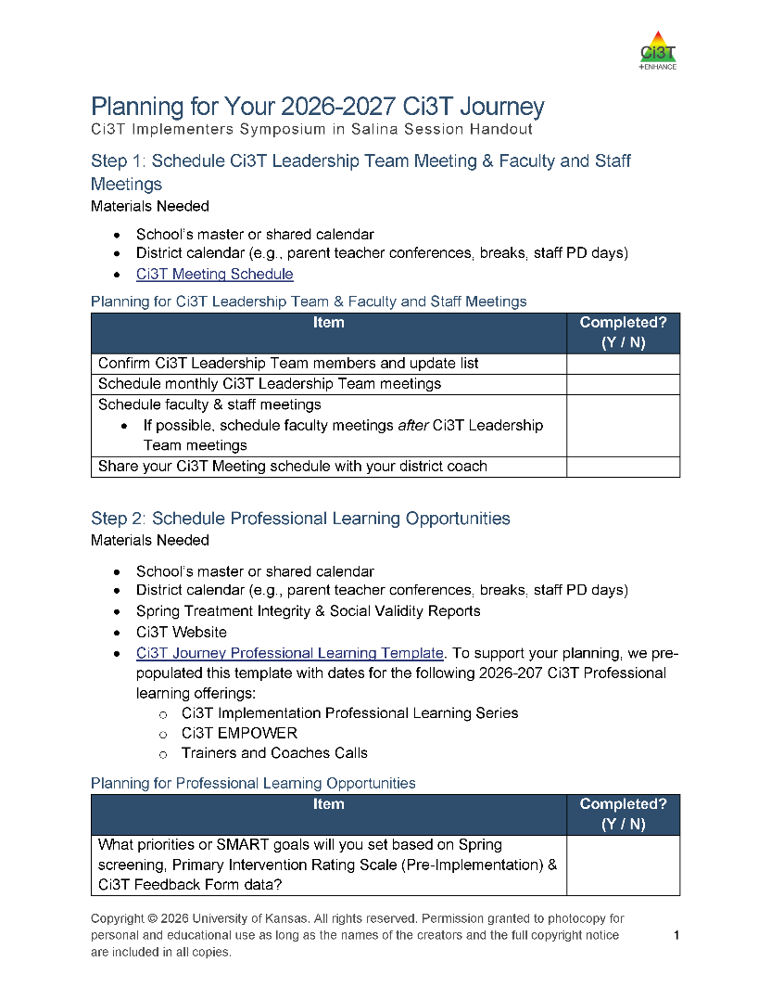 Ci3T
+ENHANCE
Planning for Your 2026-2027 Ci3T Journey
Ci3T Implementers Symposium in Salina Session Handout
Step 1: Schedule Ci3T Leadership Team Meeting & Faculty and Staff
Meetings
Materials Needed
• School's master or shared calendar
• District calendar (e.g., parent teacher conferences, breaks, staff PD days)
• Ci3T Meeting Schedule
Planning for Ci3T Leadership Team & Faculty and Staff Meetings
Item Completed?
(Y / N)
Confirm Ci3T Leadership Team members and update list
Schedule monthly Ci3T Leadership Team meetings
Schedule faculty & staff meetings
• If possible, schedule faculty meetings after Ci3T Leadership
Team meetings
Share your Ci3T Meeting schedule with your district coach
Step 2: Schedule Professional Learning Opportunities
Materials Needed
• School's master or shared calendar
• District calendar (e.g., parent teacher conferences, breaks, staff PD days)
• Spring Treatment Integrity & Social Validity Reports
• Ci3T Website
• Ci3T Journey Professional Learning Template. To support your planning, we pre-
populated this template with dates for the following 2026-207 Ci3T Professional
learning offerings:
o Ci3T Implementation Professional Learning Series
o Ci3T EMPOWER
o Trainers and Coaches Calls
Planning for Professional Learning Opportunities
Item Completed?
(Y / N)
What priorities or SMART goals will you set based on Spring
screening, Primary Intervention Rating Scale (Pre-Implementation) &
Ci3T Feedback Form data?
Copyright © 2026 University of Kansas. All rights reserved. Permission granted to photocopy for
personal and educational use as long as the names of the creators and the full copyright notice
are included in all copies.
1